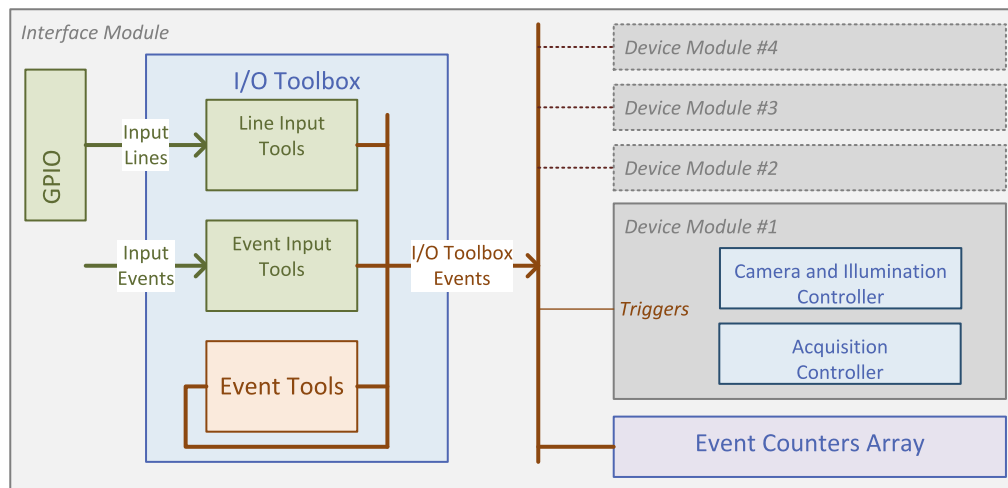 Interface Module
I/O Toolbox
GPIO
Input
Lines
Line Input
Tools
Input
Events
Event Input
Tools
Event Tools
I/O Toolbox
Events
Device Module #4
Device Module #3
Device Module #2
Device Module #1
Camera and Illumination
Controller
Triggers
Acquisition
Controller
Event Counters Array